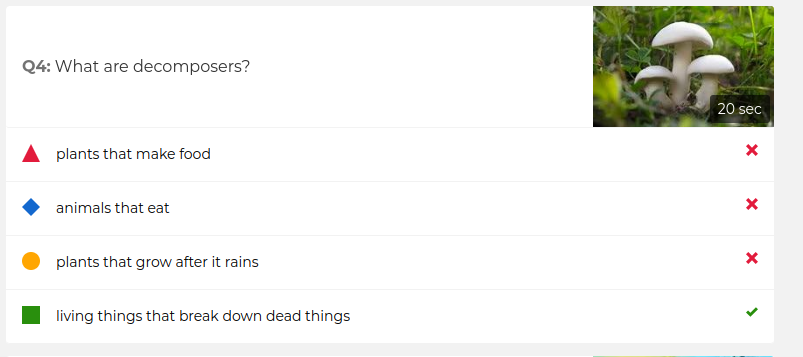 Q4: What are decomposers?
20 sec
plants that make food
animals that eat
plants that grow after it rains
living things that break down dead things